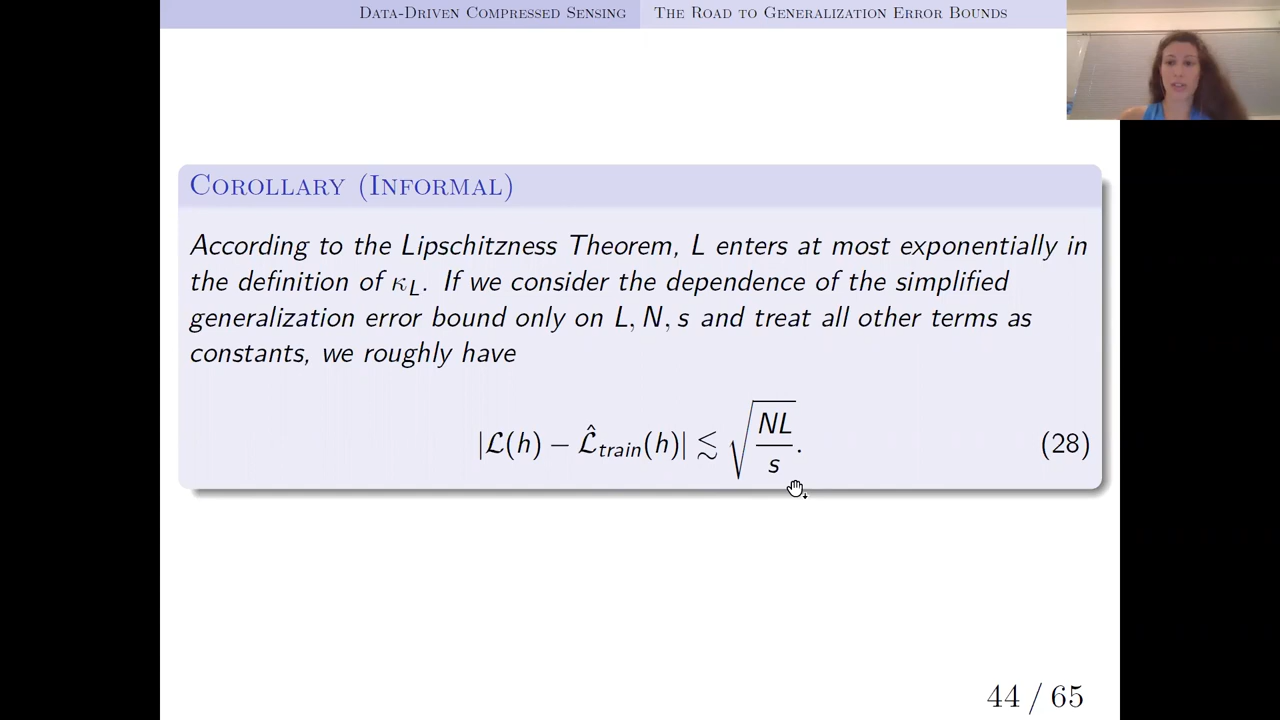 Data-Driven Compressed Sensing The Road to Generalization Error Bounds
Corollary (Informal)
According to the Lipschitzness Theorem, L enters at most exponentially in
the definition of κ_L. If we consider the dependence of the simplified
generalization error bound only on L, N, s and treat all other terms as
constants, we roughly have
|ℒ(h) − ℒ̂_train(h)| ≲ √(NL/s). (28)
44 / 65